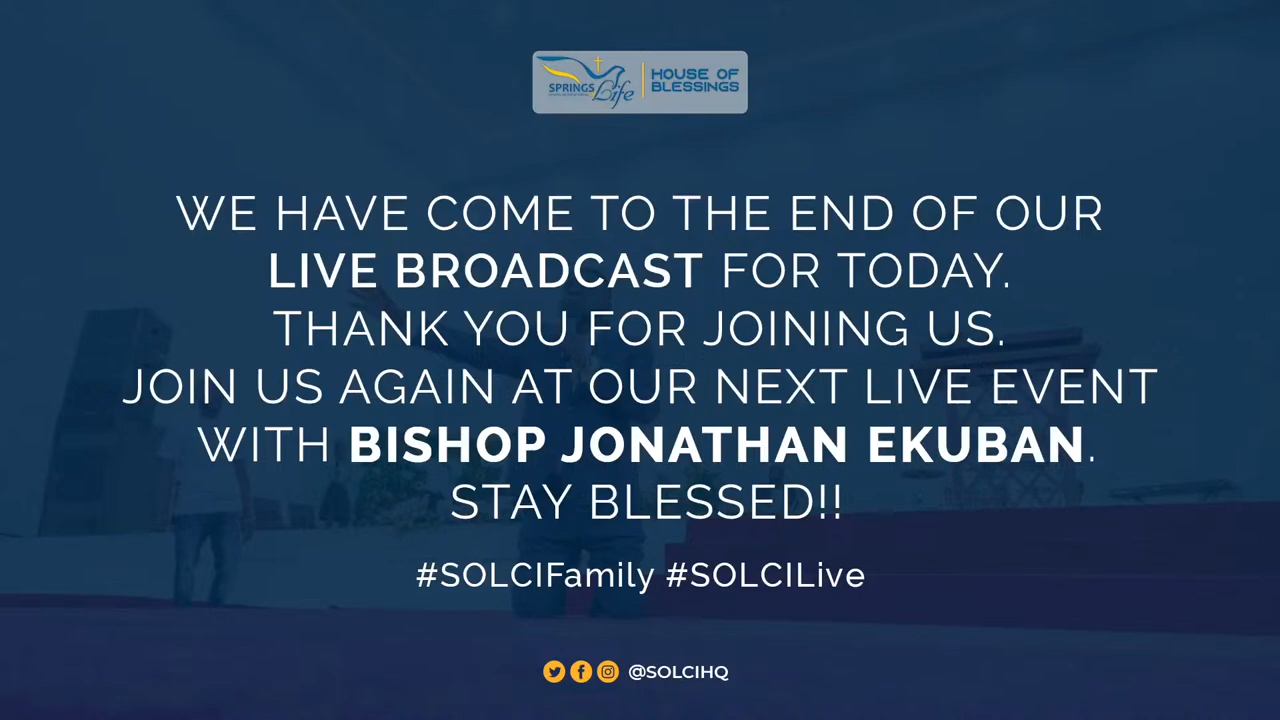 SPRINGS Life
HOUSE OF
BLESSINGS
WE HAVE COME TO THE END OF OUR
LIVE BROADCAST FOR TODAY.
THANK YOU FOR JOINING US.
JOIN US AGAIN AT OUR NEXT LIVE EVENT
WITH BISHOP JONATHAN EKUBAN.
STAY BLESSED!!
#SOLCIFamily #SOLCILive
@SOLCIHQ